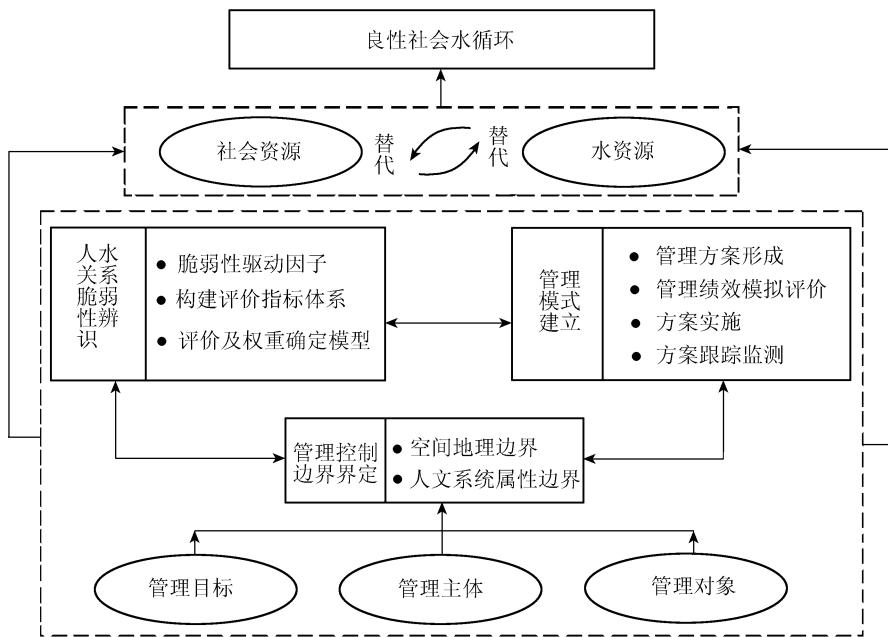 良性社会水循环
社会资源
替代
替代
水资源
人水
关系
脆弱
性辨
识
● 脆弱性驱动因子
● 构建评价指标体系
● 评价及权重确定模型
管理
模式
建立
● 管理方案形成
● 管理绩效模拟评价
● 方案实施
● 方案跟踪监测
管理控制
边界界定
● 空间地理边界
● 人文系统属性边界
管理目标
管理主体
管理对象